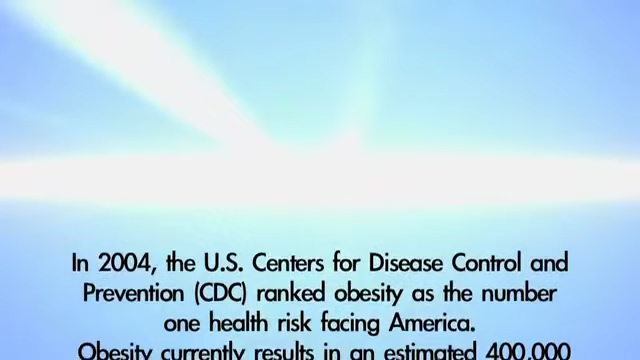 In 2004, the U.S. Centers for Disease Control and
Prevention (CDC) ranked obesity as the number
one health risk facing America.
Obesity currently results in an estimated 400,000